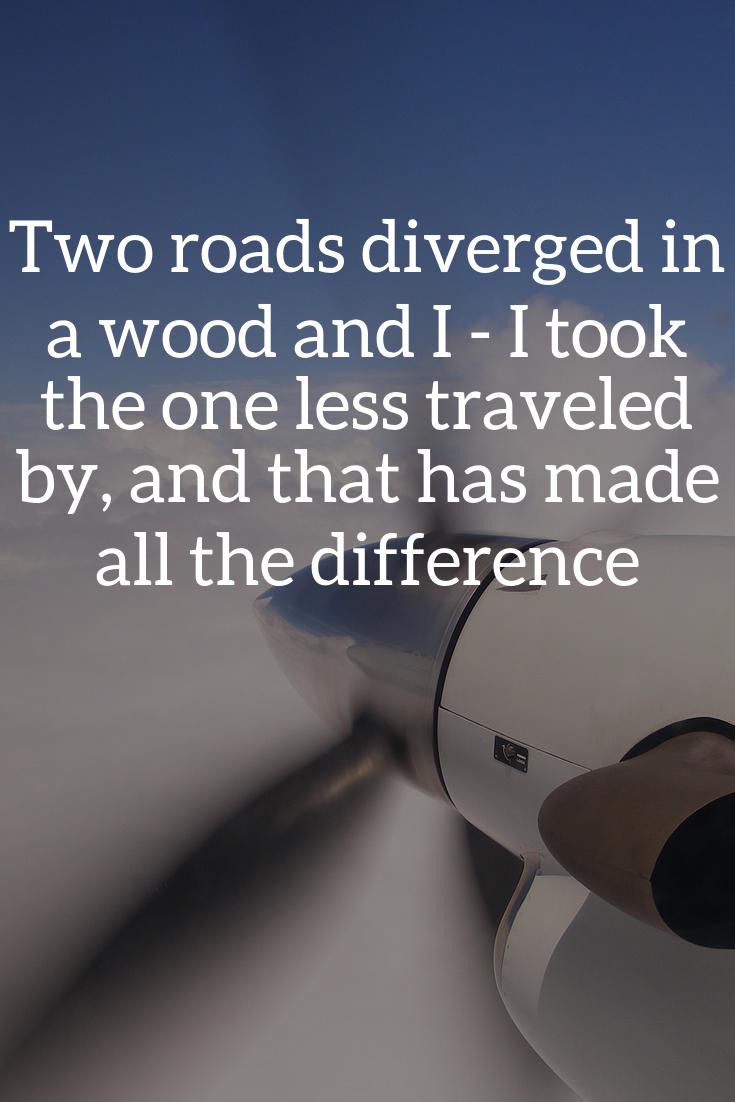 Two roads diverged in
a wood and I - I took
the one less traveled
by, and that has made
all the difference